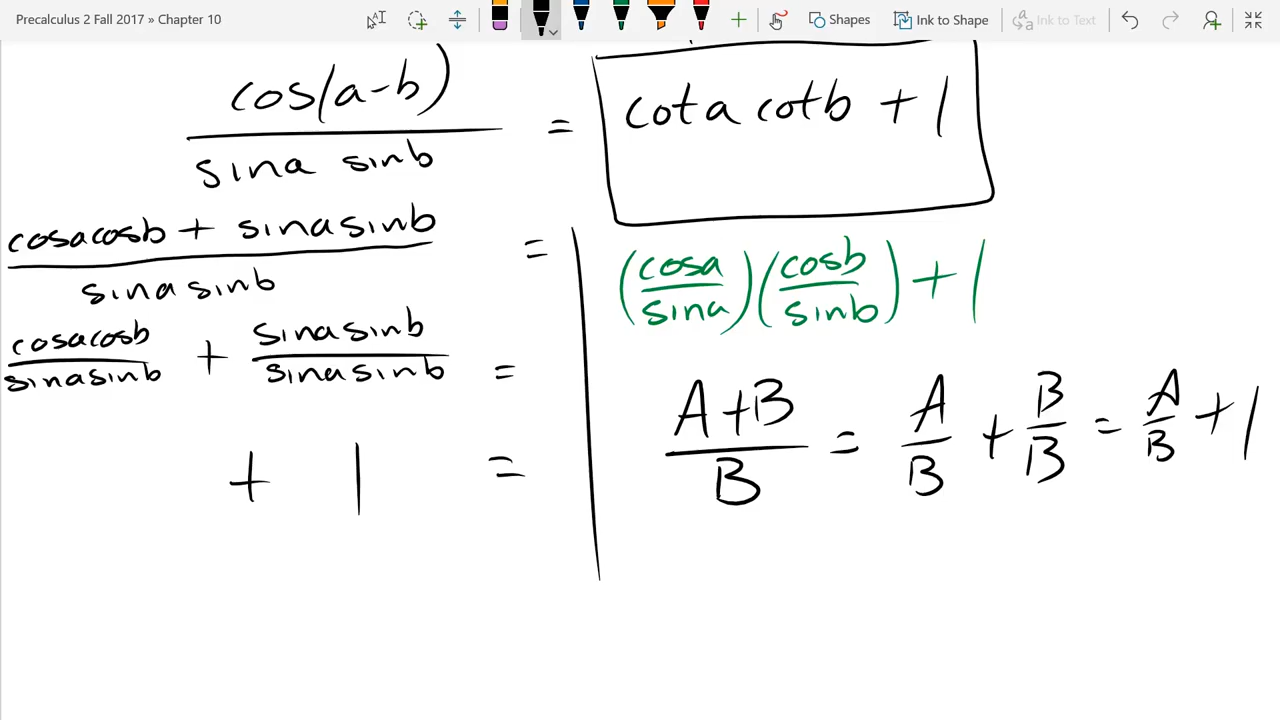 Precalculus 2 Fall 2017 » Chapter 10
Shapes
Ink to Shape
Ink to Text
cos(a-b) / sina sinb = cota cotb + 1
cosacosb + sinasinb / sinasinb =
(cosa/sina)(cosb/sinb) + 1
cosacosb/sinasinb + sinasinb/sinasinb =
A+B/B = A/B + B/B = A/B + 1
+ 1 =